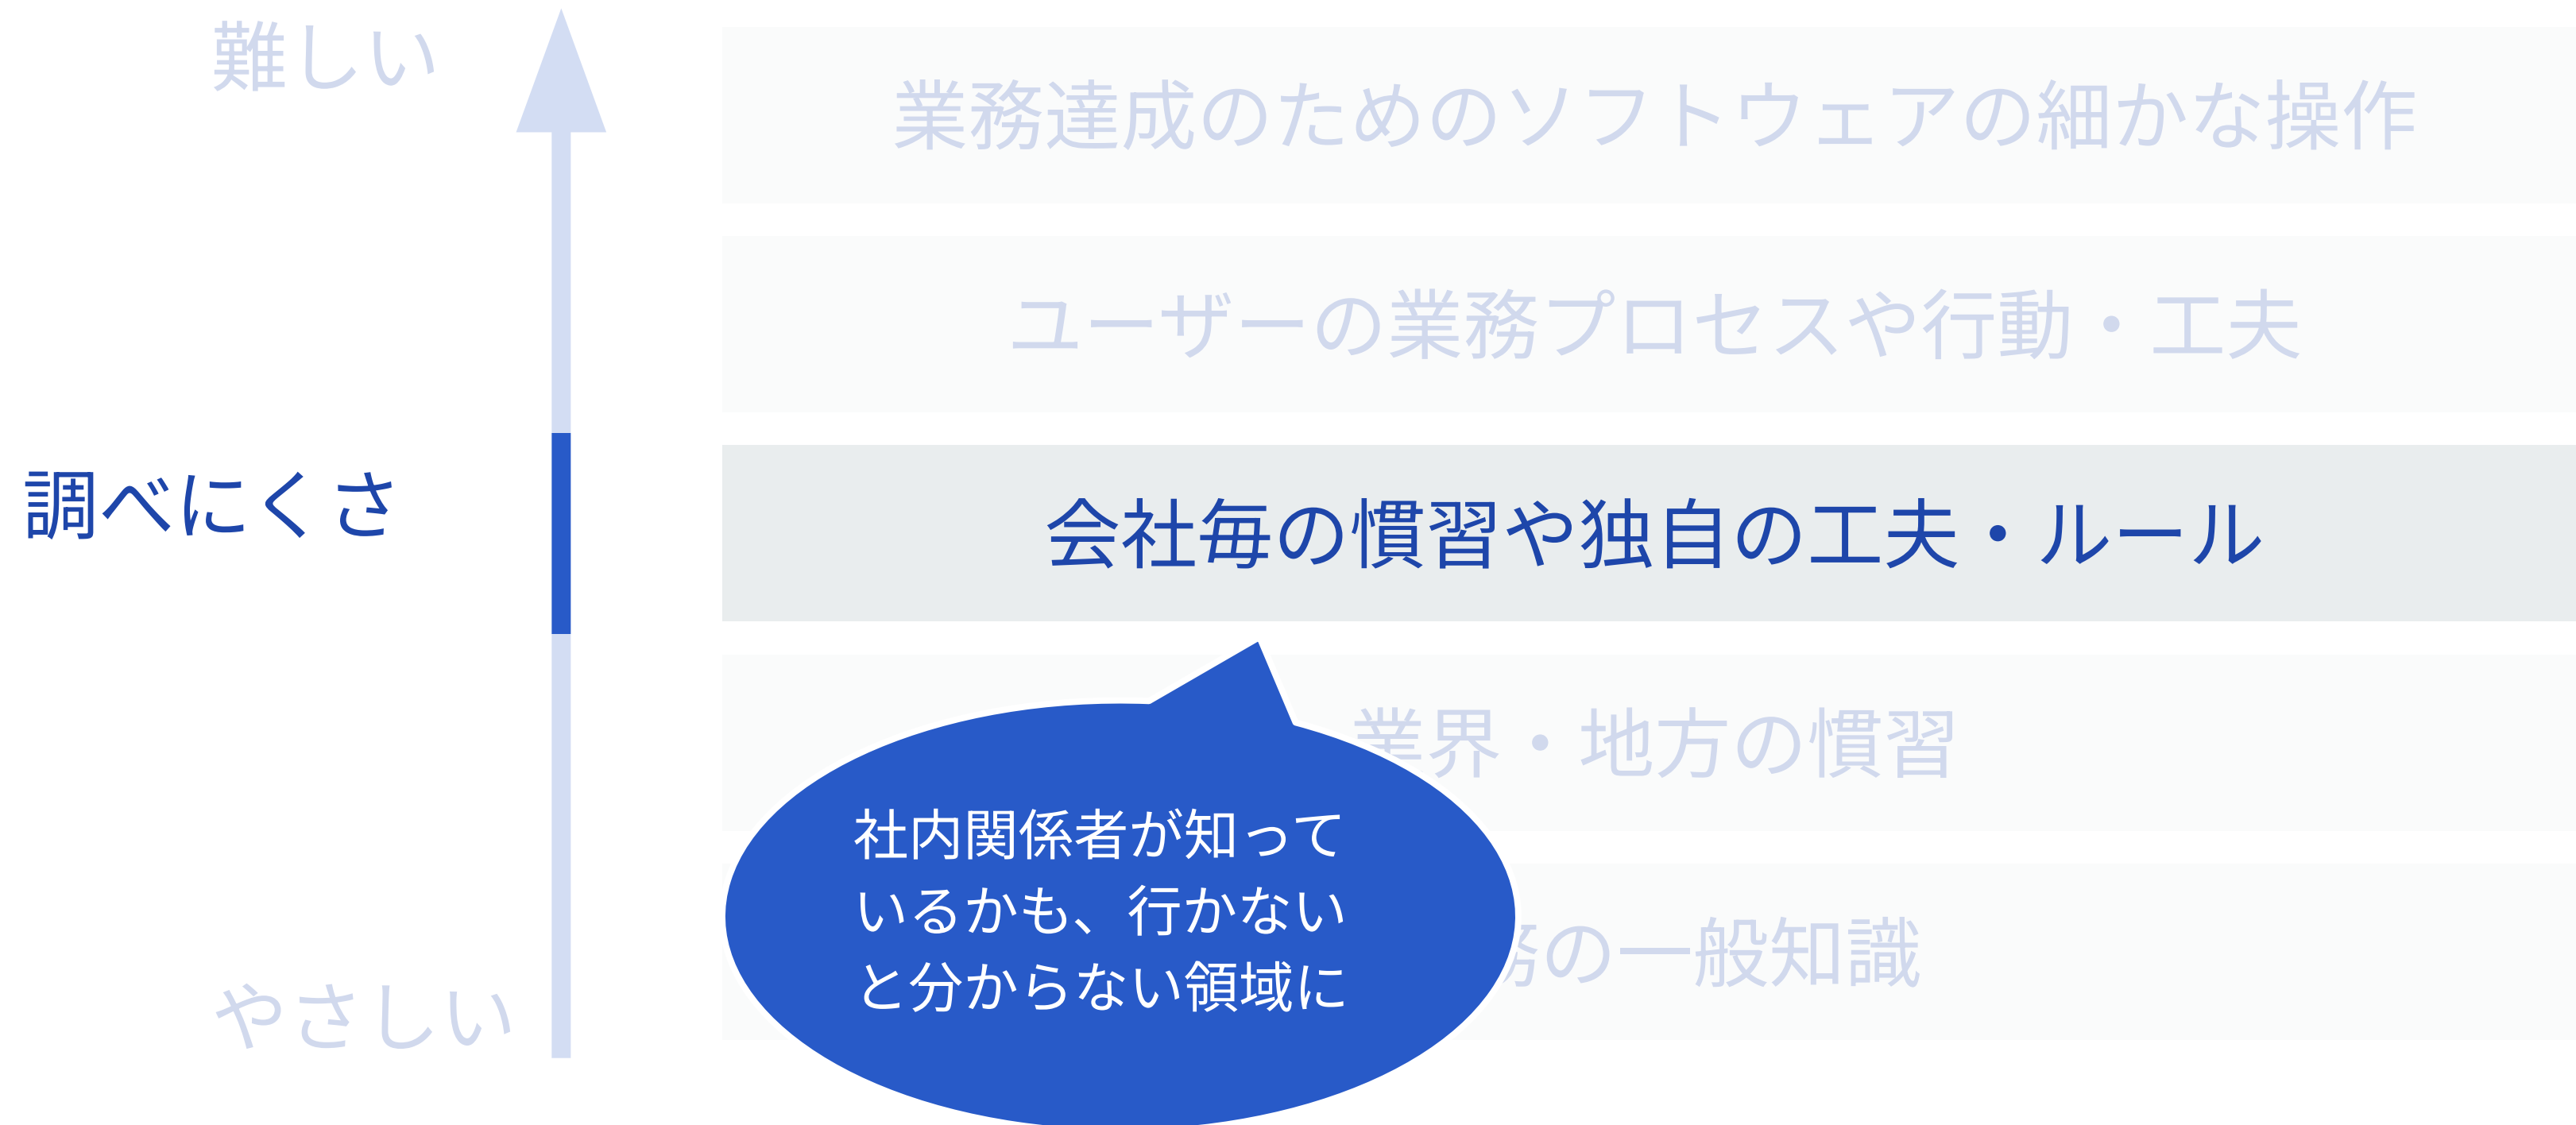 難しい
業務達成のためのソフトウェアの細かな操作
ユーザーの業務プロセスや行動・工夫
調べにくさ
会社毎の慣習や独自の工夫・ルール
業界・地方の慣習
社内関係者が知って
いるかも、行かない
と分からない領域に
の一般知識
やさしい